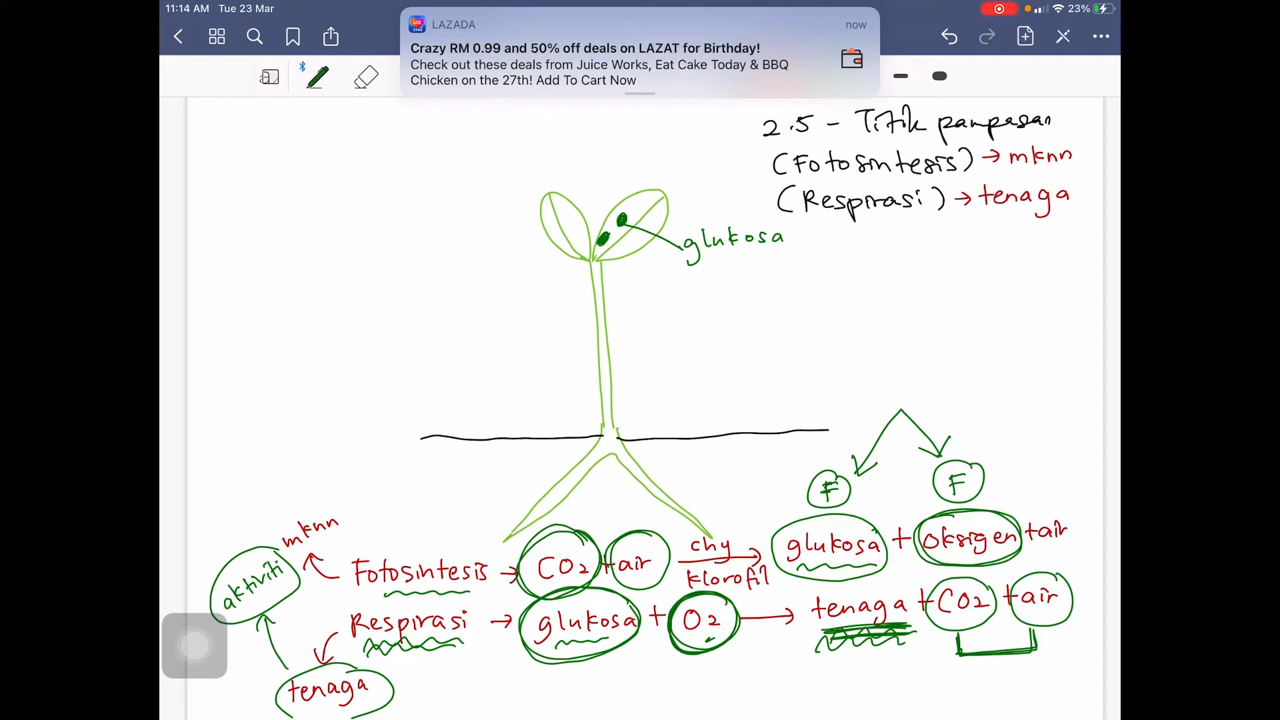 11:14 AM Tue 23 Mar
23%
LAZADA
now
Crazy RM 0.99 and 50% off deals on LAZAT for Birthday!
Check out these deals from Juice Works, Eat Cake Today & BBQ
Chicken on the 27th! Add To Cart Now
2.5 - Titik pampasan
(Fotosintesis) → mknn
(Respirasi) → tenaga
glukosa
F F
mknn
aktiviti
Fotosintesis → CO2 + air chy klorofil → glukosa + oksigen + air
Respirasi → glukosa + O2 → tenaga + CO2 + air
tenaga